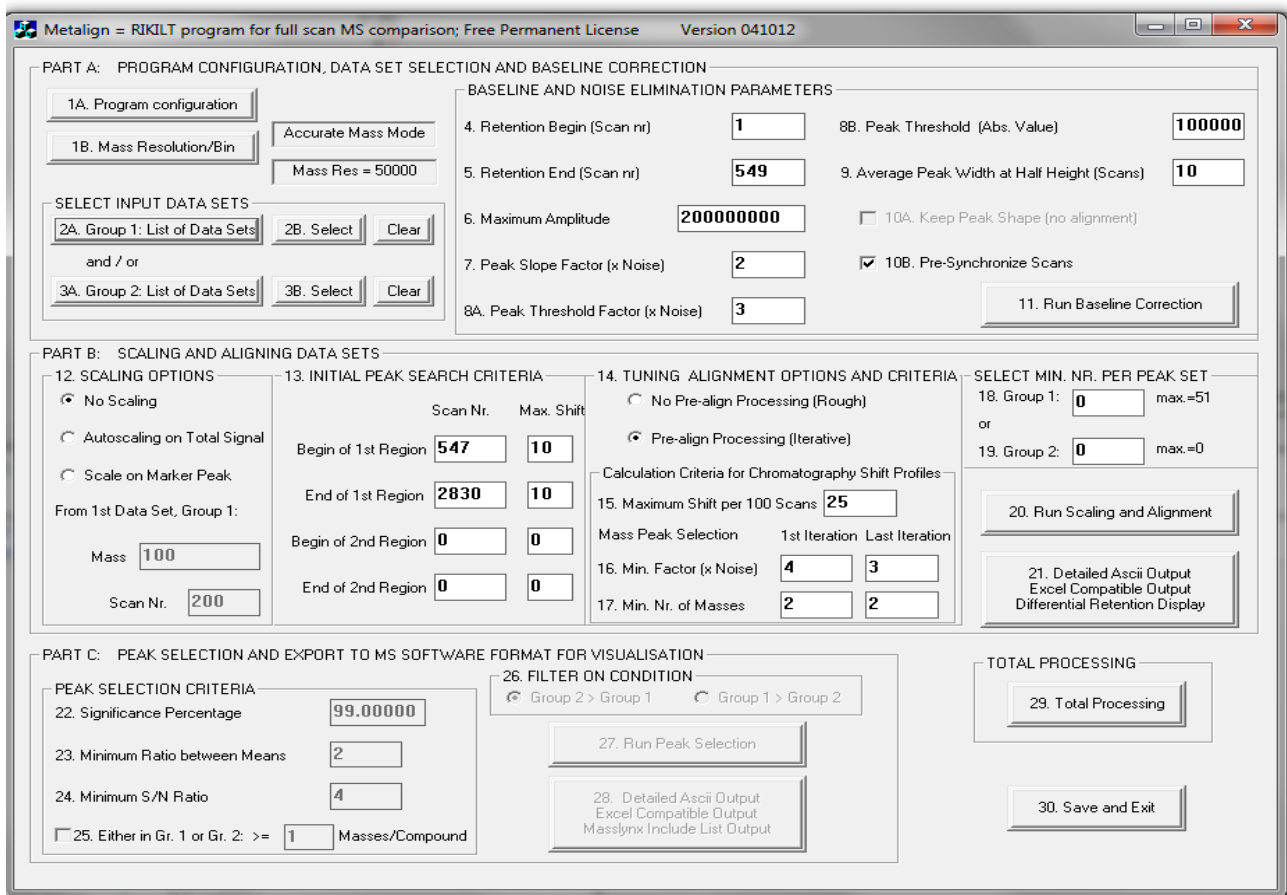 Metalign = RIKILT program for full scan MS comparison; Free Permanent License Version 041012
PART A: PROGRAM CONFIGURATION, DATA SET SELECTION AND BASELINE CORRECTION
1A. Program configuration
1B. Mass Resolution/Bin
Accurate Mass Mode
Mass Res = 50000
SELECT INPUT DATA SETS
2A. Group 1: List of Data Sets 2B. Select Clear
and / or
3A. Group 2: List of Data Sets 3B. Select Clear
BASELINE AND NOISE ELIMINATION PARAMETERS
4. Retention Begin (Scan nr) 1
5. Retention End (Scan nr) 549
6. Maximum Amplitude 200000000
7. Peak Slope Factor (x Noise) 2
8A. Peak Threshold Factor (x Noise) 3
8B. Peak Threshold (Abs. Value) 100000
9. Average Peak Width at Half Height (Scans) 10
10A. Keep Peak Shape (no alignment)
10B. Pre-Synchronize Scans
11. Run Baseline Correction
PART B: SCALING AND ALIGNING DATA SETS
12. SCALING OPTIONS
No Scaling
Autoscaling on Total Signal
Scale on Marker Peak
From 1st Data Set, Group 1:
Mass 100
Scan Nr. 200
13. INITIAL PEAK SEARCH CRITERIA
Scan Nr. Max. Shift
Begin of 1st Region 547 10
End of 1st Region 2830 10
Begin of 2nd Region 0 0
End of 2nd Region 0 0
14. TUNING ALIGNMENT OPTIONS AND CRITERIA
No Pre-align Processing (Rough)
Pre-align Processing (Iterative)
Calculation Criteria for Chromatography Shift Profiles
15. Maximum Shift per 100 Scans 25
Mass Peak Selection 1st Iteration Last Iteration
16. Min. Factor (x Noise) 4 3
17. Min. Nr. of Masses 2 2
SELECT MIN. NR. PER PEAK SET
18. Group 1: 0 max.=51
or
19. Group 2: 0 max.=0
20. Run Scaling and Alignment
21. Detailed Ascii Output
Excel Compatible Output
Differential Retention Display
PART C: PEAK SELECTION AND EXPORT TO MS SOFTWARE FORMAT FOR VISUALISATION
PEAK SELECTION CRITERIA
22. Significance Percentage 99.00000
23. Minimum Ratio between Means 2
24. Minimum S/N Ratio 4
25. Either in Gr. 1 or Gr. 2: >= 1 Masses/Compound
26. FILTER ON CONDITION
Group 2 > Group 1 Group 1 > Group 2
27. Run Peak Selection
28. Detailed Ascii Output
Excel Compatible Output
Masslynx Include List Output
TOTAL PROCESSING
29. Total Processing
30. Save and Exit